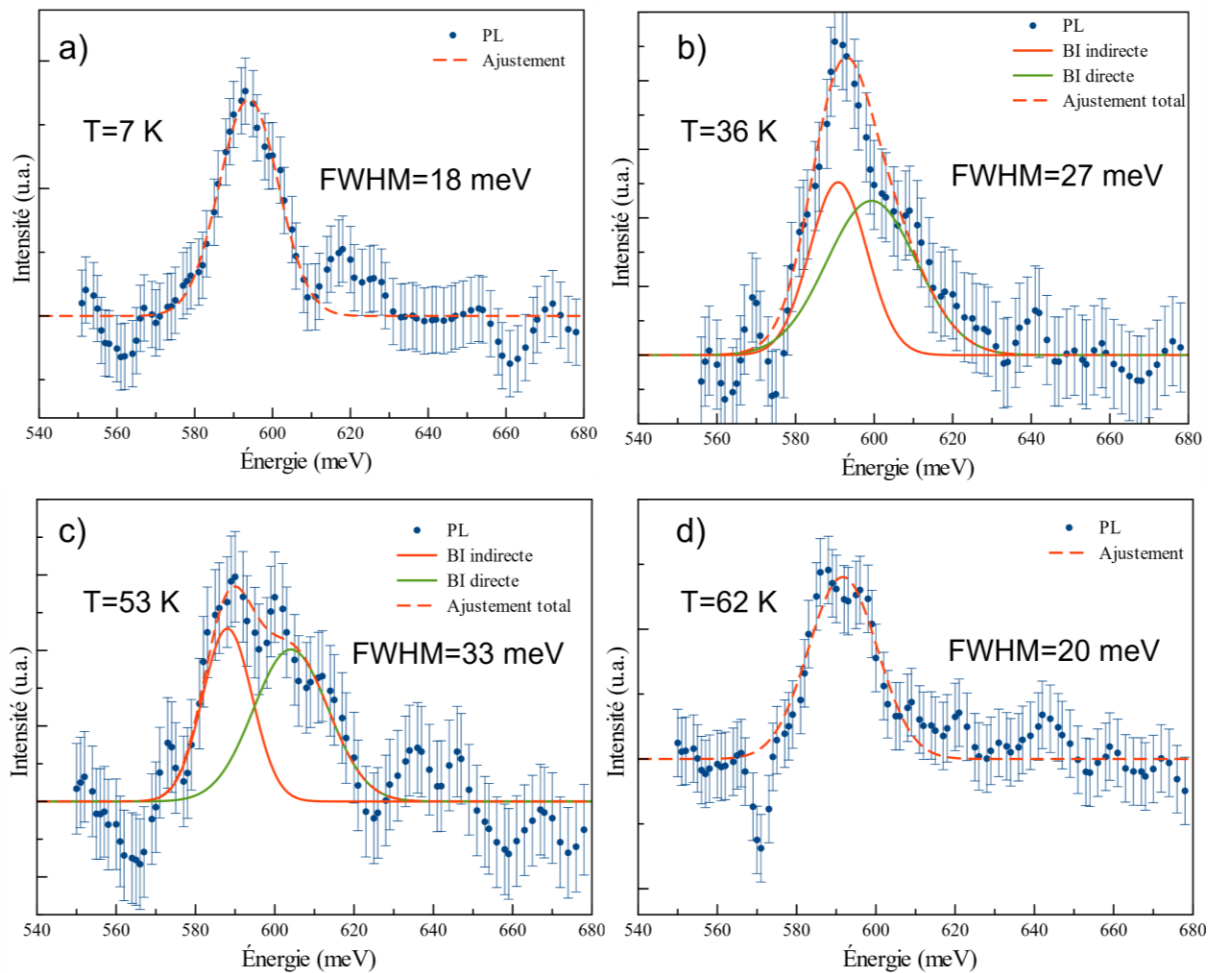 a)
PL
Ajustement
T=7 K
FWHM=18 meV
Intensité (u.a.)
540 560 580 600 620 640 660 680
Énergie (meV)
b)
PL
BI indirecte
BI directe
Ajustement total
T=36 K
FWHM=27 meV
Intensité (u.a.)
540 560 580 600 620 640 660 680
Énergie (meV)
c)
PL
BI indirecte
BI directe
Ajustement total
T=53 K
FWHM=33 meV
Intensité (u.a.)
540 560 580 600 620 640 660 680
Énergie (meV)
d)
PL
Ajustement
T=62 K
FWHM=20 meV
Intensité (u.a.)
540 560 580 600 620 640 660 680
Énergie (meV)